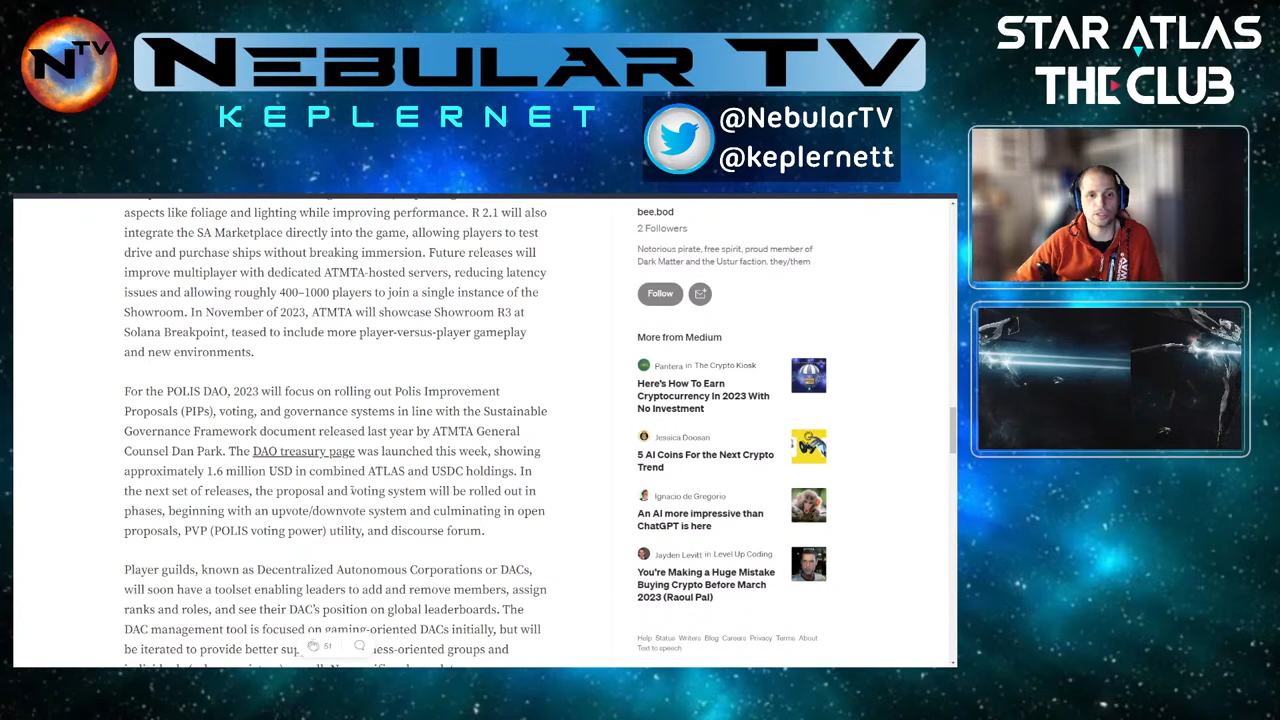 NTV
NEBULAR TV
KEPLERNET
@NebularTV
@keplernett
STAR ATLAS
THE CLUB
aspects like foliage and lighting while improving performance. R 2.1 will also
integrate the SA Marketplace directly into the game, allowing players to test
drive and purchase ships without breaking immersion. Future releases will
improve multiplayer with dedicated ATMTA-hosted servers, reducing latency
issues and allowing roughly 400–1000 players to join a single instance of the
Showroom. In November of 2023, ATMTA will showcase Showroom R3 at
Solana Breakpoint, teased to include more player-versus-player gameplay
and new environments.
For the POLIS DAO, 2023 will focus on rolling out Polis Improvement
Proposals (PIPs), voting, and governance systems in line with the Sustainable
Governance Framework document released last year by ATMTA General
Counsel Dan Park. The DAO treasury page was launched this week, showing
approximately 1.6 million USD in combined ATLAS and USDC holdings. In
the next set of releases, the proposal and voting system will be rolled out in
phases, beginning with an upvote/downvote system and culminating in open
proposals, PVP (POLIS voting power) utility, and discourse forum.
Player guilds, known as Decentralized Autonomous Corporations or DACs,
will soon have a toolset enabling leaders to add and remove members, assign
ranks and roles, and see their DAC's position on global leaderboards. The
DAC management tool is focused on gaming-oriented DACs initially, but will
be iterated to provide better
groups and
51
bee.bod
2 Followers
Notorious pirate, free spirit, proud member of
Dark Matter and the Ustur faction. they/them
Follow
More from Medium
Pantera in The Crypto Kiosk
Here's How To Earn
Cryptocurrency In 2023 With
No Investment
Jessica Doosan
5 AI Coins For the Next Crypto
Trend
Ignacio de Gregorio
An AI more impressive than
ChatGPT is here
Jayden Levitt in Level Up Coding
You're Making a Huge Mistake
Buying Crypto Before March
2023 (Raoul Pal)
Help Status Writers Blog Careers Privacy Terms About
Text to speech